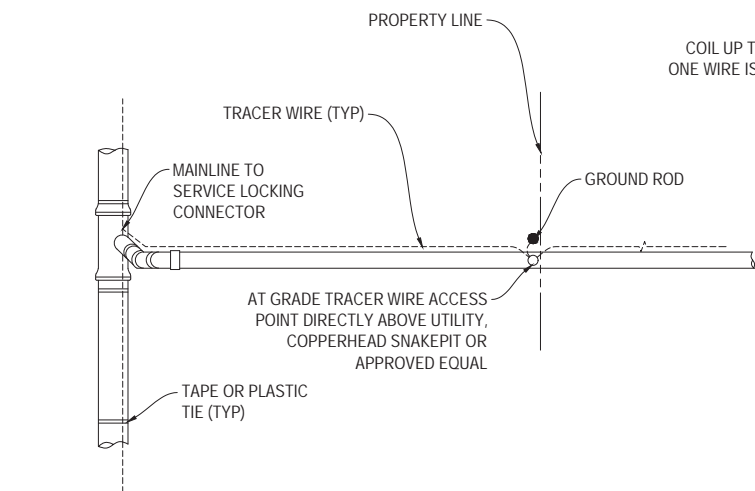 PROPERTY LINE
COIL UP
ONE WIRE
TRACER WIRE (TYP)
MAINLINE TO
SERVICE LOCKING
CONNECTOR
GROUND ROD
AT GRADE TRACER WIRE ACCESS
POINT DIRECTLY ABOVE UTILITY,
COPPERHEAD SNAKEPIT OR
APPROVED EQUAL
TAPE OR PLASTIC
TIE (TYP)